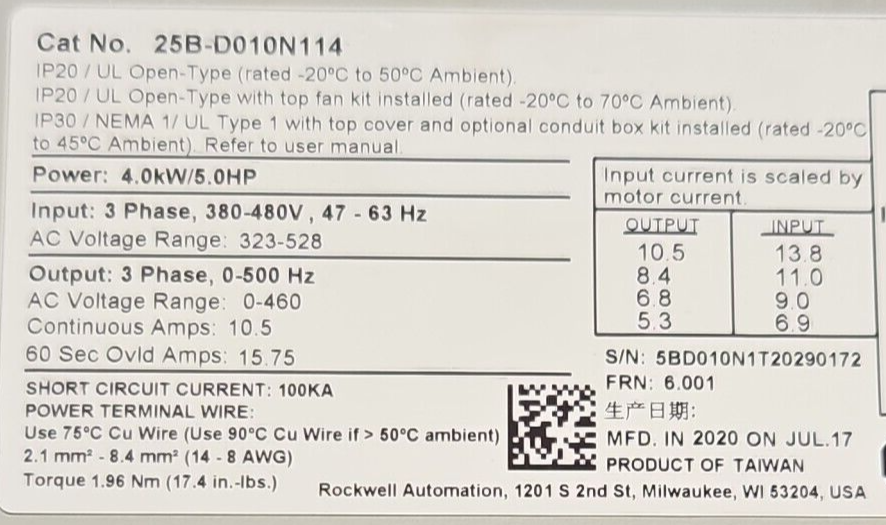 Cat No. 25B-D010N114
IP20 / UL Open-Type (rated -20°C to 50°C Ambient).
IP20 / UL Open-Type with top fan kit installed (rated -20°C to 70°C Ambient).
IP30 / NEMA 1/ UL Type 1 with top cover and optional conduit box kit installed (rated -20°C
to 45°C Ambient). Refer to user manual.
Power: 4.0kW/5.0HP
Input: 3 Phase, 380-480V , 47 - 63 Hz
AC Voltage Range: 323-528
Output: 3 Phase, 0-500 Hz
AC Voltage Range: 0-460
Continuous Amps: 10.5
60 Sec Ovld Amps: 15.75
SHORT CIRCUIT CURRENT: 100KA
POWER TERMINAL WIRE:
Use 75°C Cu Wire (Use 90°C Cu Wire if > 50°C ambient)
2.1 mm² - 8.4 mm² (14 - 8 AWG)
Torque 1.96 Nm (17.4 in.-lbs.)
Input current is scaled by
motor current.
OUTPUT INPUT
10.5 13.8
8.4 11.0
6.8 9.0
5.3 6.9
S/N: 5BD010N1T20290172
FRN: 6.001
生产日期:
MFD. IN 2020 ON JUL.17
PRODUCT OF TAIWAN
Rockwell Automation, 1201 S 2nd St, Milwaukee, WI 53204, USA